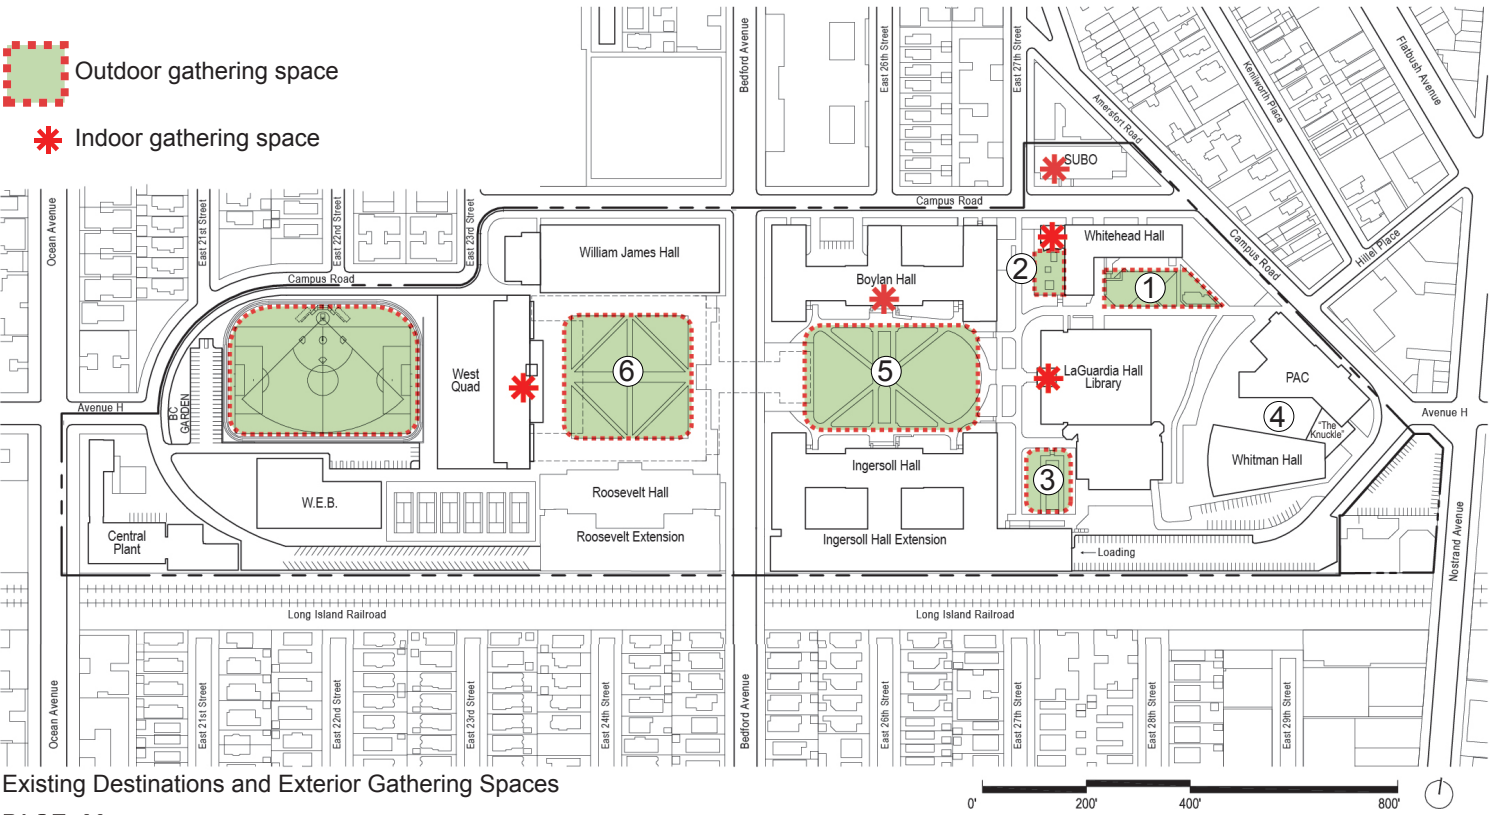 Outdoor gathering space
Indoor gathering space
Bedford Avenue
East 26th Street
East 27th Street
Amersfort Road
Kenilworth Place
Flatbush Avenue
SUBO
Ocean Avenue
East 21st Street
East 22nd Street
East 23rd Street
Campus Road
Campus Road
Campus Road
Hillel Place
William James Hall
Boylan Hall
Whitehead Hall
2
1
BC
GARDEN
West
Quad
6
5
LaGuardia Hall
Library
PAC
4
"The
Knuckle"
Avenue H
Avenue H
Whitman Hall
3
Ingersoll Hall
Roosevelt Hall
W.E.B.
Central
Plant
Roosevelt Extension
Ingersoll Hall Extension
Loading
Nostrand Avenue
Long Island Railroad
Long Island Railroad
Ocean Avenue
East 21st Street
East 22nd Street
East 23rd Street
East 24th Street
Bedford Avenue
East 26th Street
East 27th Street
East 28th Street
East 29th Street
Existing Destinations and Exterior Gathering Spaces
0'
200'
400'
800'